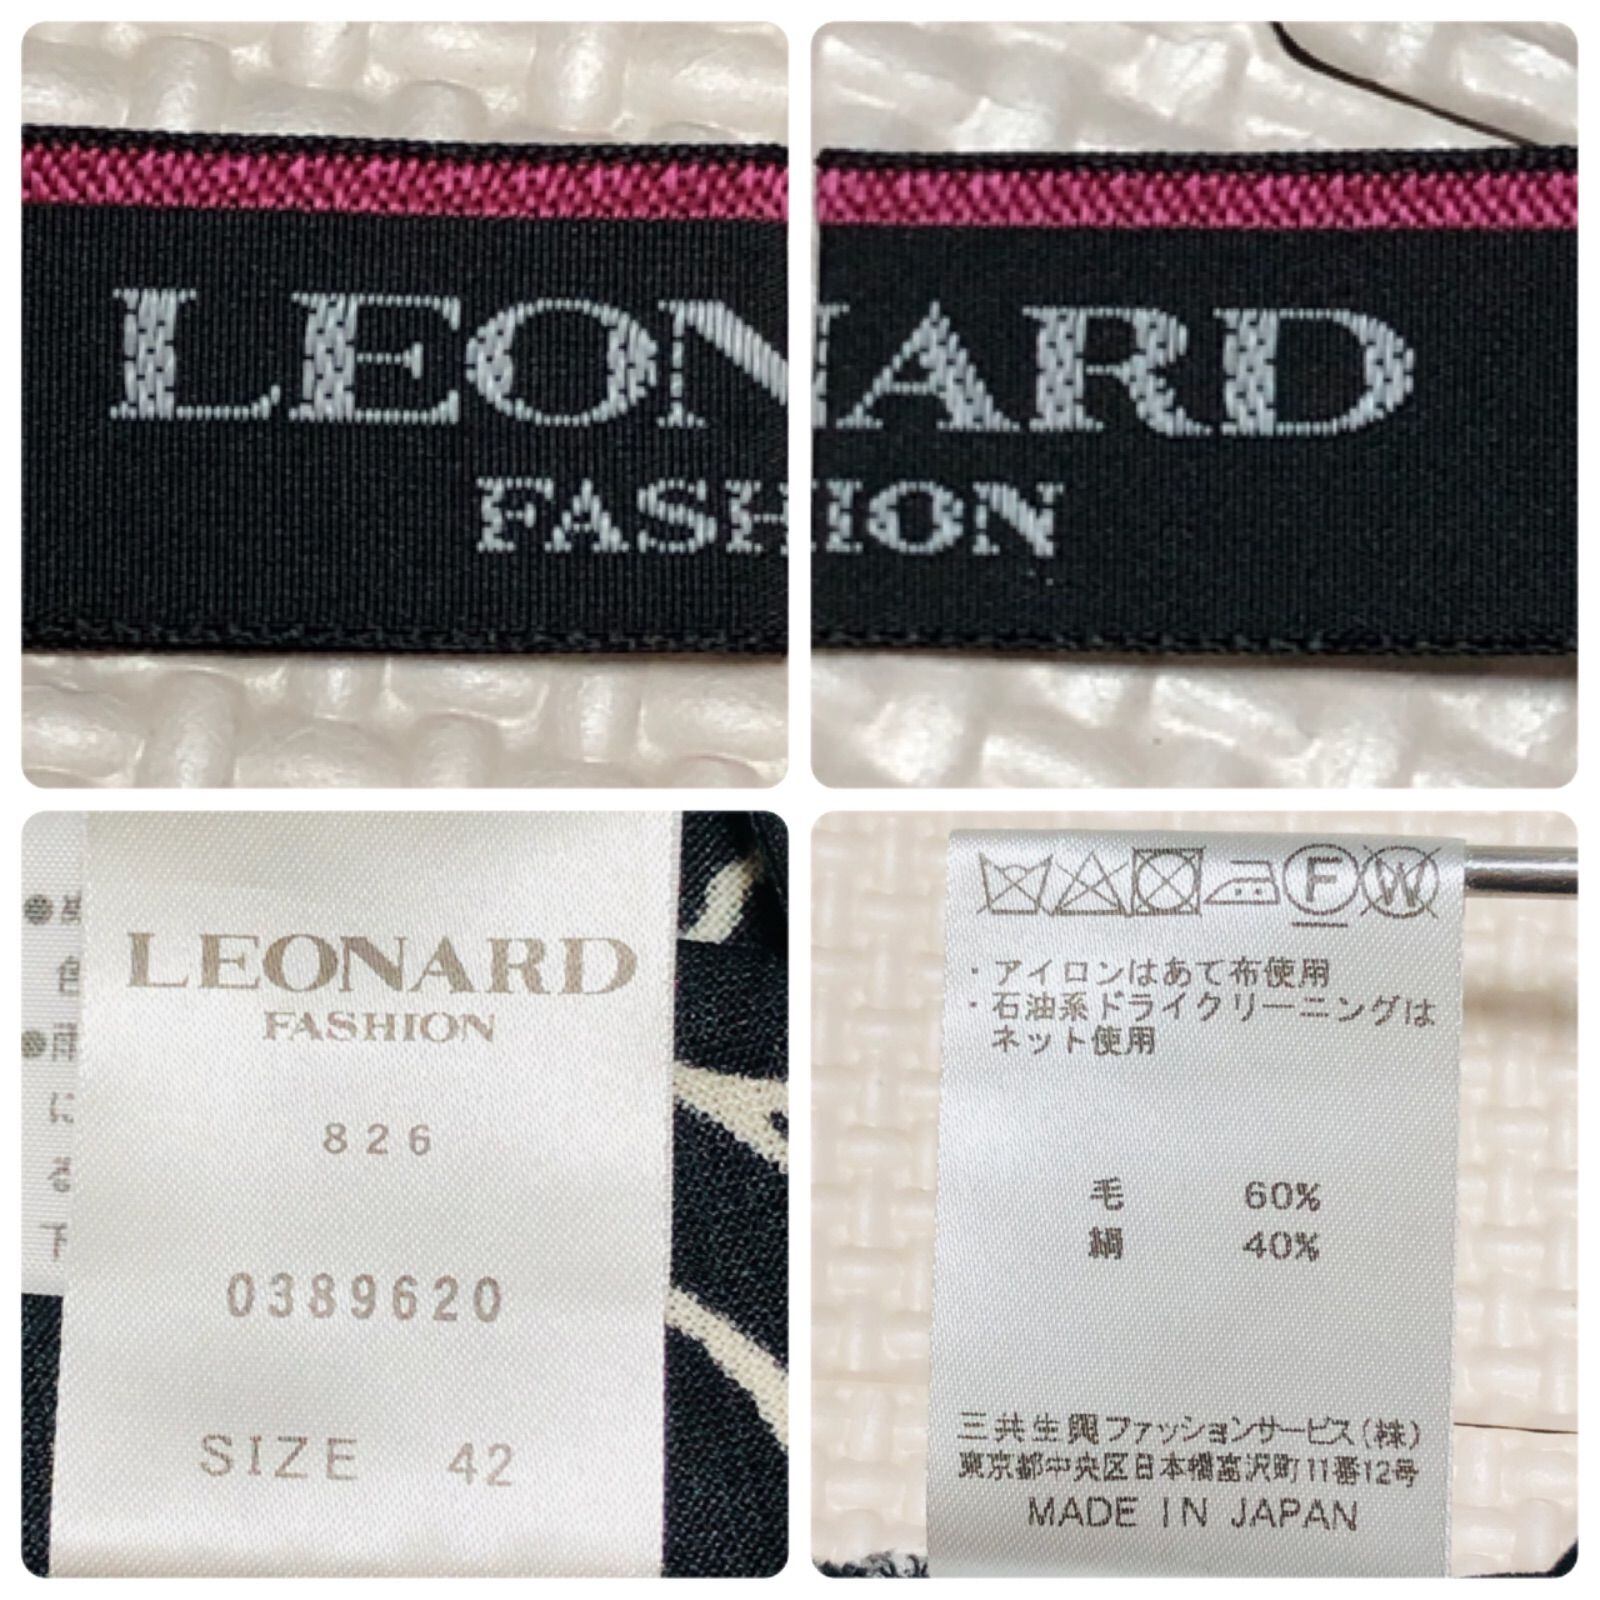 LEONARD
FASHION
LEONARD
FASHION
826
0389620
SIZE 42
F W
・アイロンはあて布使用
・石油系ドライクリーニングは
ネット使用
毛 60%
絹 40%
三共生興ファッションサービス(株)
東京都中央区日本橋富沢町11番12号
MADE IN JAPAN